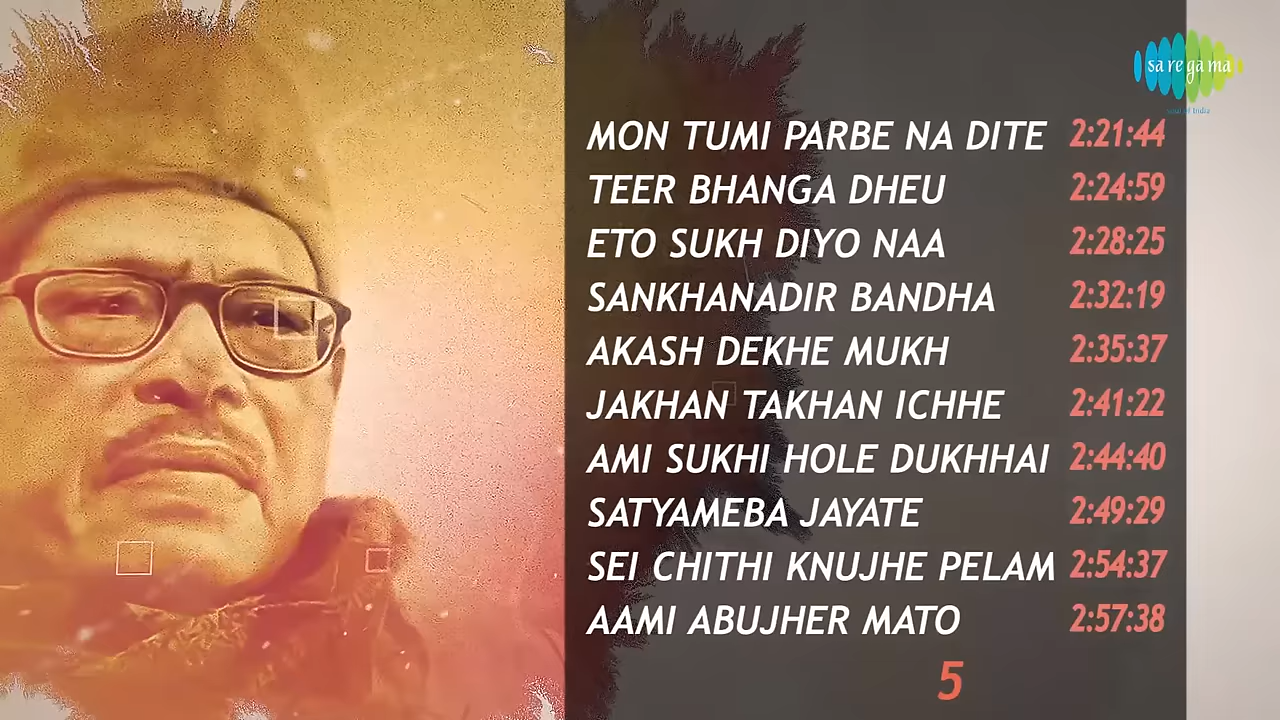 sa re ga ma
soul of India
MON TUMI PARBE NA DITE 2:21:44
TEER BHANGA DHEU 2:24:59
ETO SUKH DIYO NAA 2:28:25
SANKHANADIR BANDHA 2:32:19
AKASH DEKHE MUKH 2:35:37
JAKHAN TAKHAN ICHHE 2:41:22
AMI SUKHI HOLE DUKHHAI 2:44:40
SATYAMEBA JAYATE 2:49:29
SEI CHITHI KNUJHE PELAM 2:54:37
AAMI ABUJHER MATO 2:57:38
5